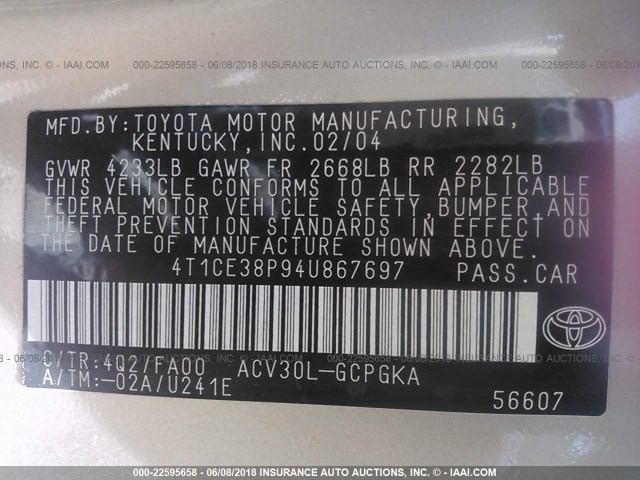 AUCTIONS, INC. © - IAAI.COM 000-22595658 - 06/08/2018 INSURANCE AUTO AUCTIONS, INC. © - IAAI.COM 000-22595658
MFD.BY:TOYOTA MOTOR MANUFACTURING,
KENTUCKY,INC.02/04
GVWR 4233LB GAWR FR 2668LB RR 2282LB
THIS VEHICLE CONFORMS TO ALL APPLICABLE
FEDERAL MOTOR VEHICLE SAFETY,BUMPER,AND
THEFT PREVENTION STANDARDS IN EFFECT ON
THE DATE OF MANUFACTURE SHOWN ABOVE.
4T1CE38P94U867697 PASS.CAR
C/TR:4Q2/FA00 ACV30L-GCPGKA
A/TM:-02A/U241E
56607
000-22595658 - 06/08/2018 INSURANCE AUTO AUCTIONS, INC. © - IAAI.COM